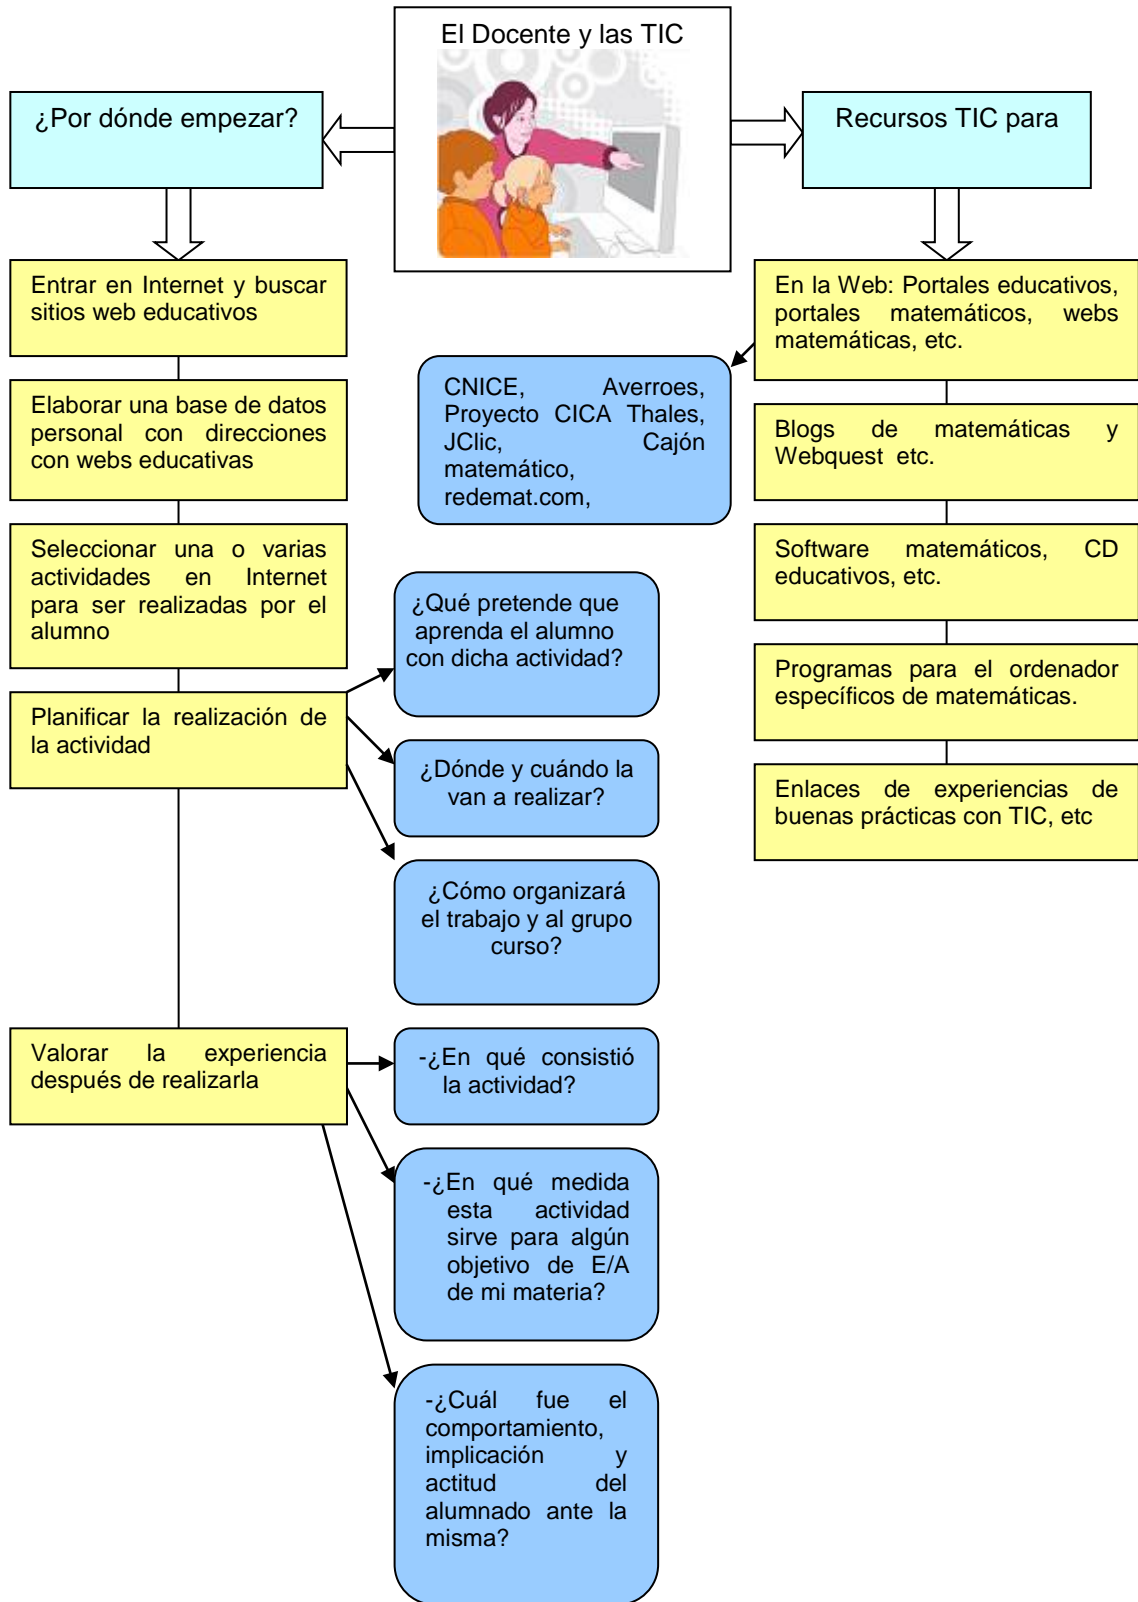 El Docente y las TIC
¿Por dónde empezar?
Entrar en Internet y buscar
sitios web educativos
Elaborar una base de datos
personal con direcciones
con webs educativas
Seleccionar una o varias
actividades en Internet
para ser realizadas por el
alumno
Planificar la realización de
la actividad
¿Qué pretende que
aprenda el alumno
con dicha actividad?
¿Dónde y cuándo la
van a realizar?
¿Cómo organizará
el trabajo y al grupo
curso?
Valorar la experiencia
después de realizarla
-¿En qué consistió
la actividad?
-¿En qué medida
esta actividad
sirve para algún
objetivo de E/A
de mi materia?
-¿Cuál fue el
comportamiento,
implicación y
actitud del
alumnado ante la
misma?
Recursos TIC para
En la Web: Portales educativos,
portales matemáticos, webs
matemáticas, etc.
CNICE, Averroes,
Proyecto CICA Thales,
JClic, Cajón
matemático,
redemat.com,
Blogs de matemáticas y
Webquest etc.
Software matemáticos, CD
educativos, etc.
Programas para el ordenador
específicos de matemáticas.
Enlaces de experiencias de
buenas prácticas con TIC, etc